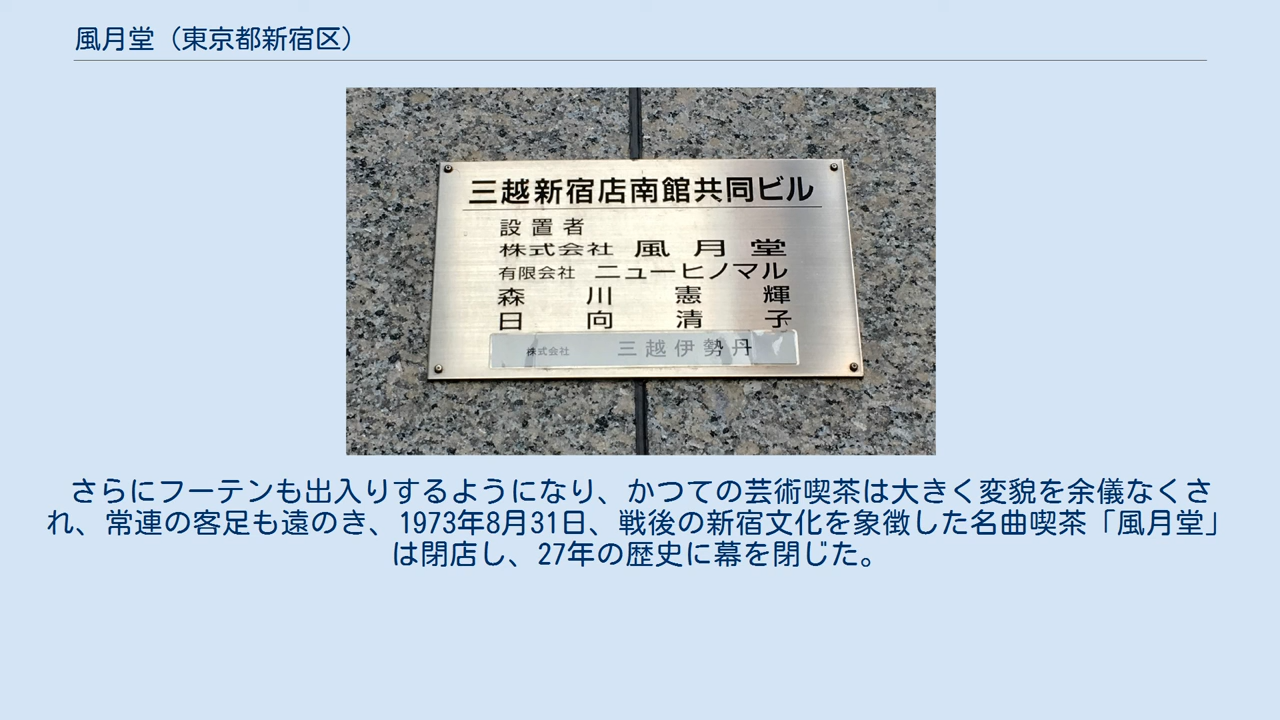 風月堂（東京都新宿区）
三越新宿店南館共同ビル
設置者
株式会社 風月堂
有限会社 ニューヒノマル
森川憲輝
日向清子
株式会社 三越伊勢丹
さらにフーテンも出入りするようになり、かつての芸術喫茶は大きく変貌を余儀なくさ
れ、常連の客足も遠のき、1973年8月31日、戦後の新宿文化を象徴した名曲喫茶「風月堂」
は閉店し、27年の歴史に幕を閉じた。